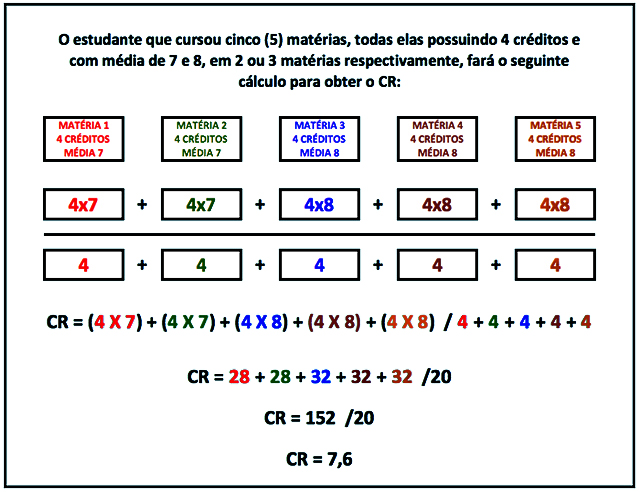 O estudante que cursou cinco (5) matérias, todas elas possuindo 4 créditos e
com média de 7 e 8, em 2 ou 3 matérias respectivamente, fará o seguinte
cálculo para obter o CR:
MATÉRIA 1 MATÉRIA 2 MATÉRIA 3 MATÉRIA 4 MATÉRIA 5
4 CRÉDITOS 4 CRÉDITOS 4 CRÉDITOS 4 CRÉDITOS 4 CRÉDITOS
MÉDIA 7 MÉDIA 7 MÉDIA 8 MÉDIA 8 MÉDIA 8
4x7 + 4x7 + 4x8 + 4x8 + 4x8
4 + 4 + 4 + 4 + 4
CR = (4 X 7) + (4 X 7) + (4 X 8) + (4 X 8) + (4 X 8) / 4 + 4 + 4 + 4 + 4
CR = 28 + 28 + 32 + 32 + 32 /20
CR = 152 /20
CR = 7,6